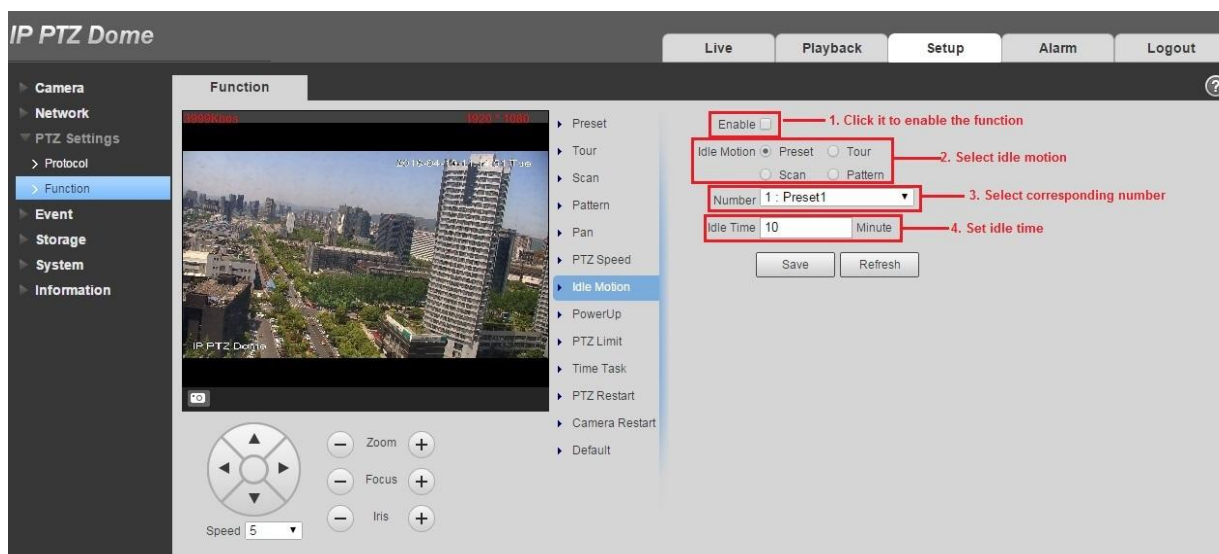 IP PTZ Dome
Live
Playback
Setup
Alarm
Logout
Camera
Network
PTZ Settings
Protocol
Function
Event
Storage
System
Information
Function
3999Kbps
1920 * 1080
IP PTZ Dome
Zoom
Focus
Iris
Speed 5
Preset
Tour
Scan
Pattern
Pan
PTZ Speed
Idle Motion
PowerUp
PTZ Limit
Time Task
PTZ Restart
Camera Restart
Default
Enable
1. Click it to enable the function
Idle Motion Preset Tour
Scan Pattern
2. Select idle motion
Number 1 : Preset1
3. Select corresponding number
Idle Time 10 Minute
4. Set idle time
Save
Refresh